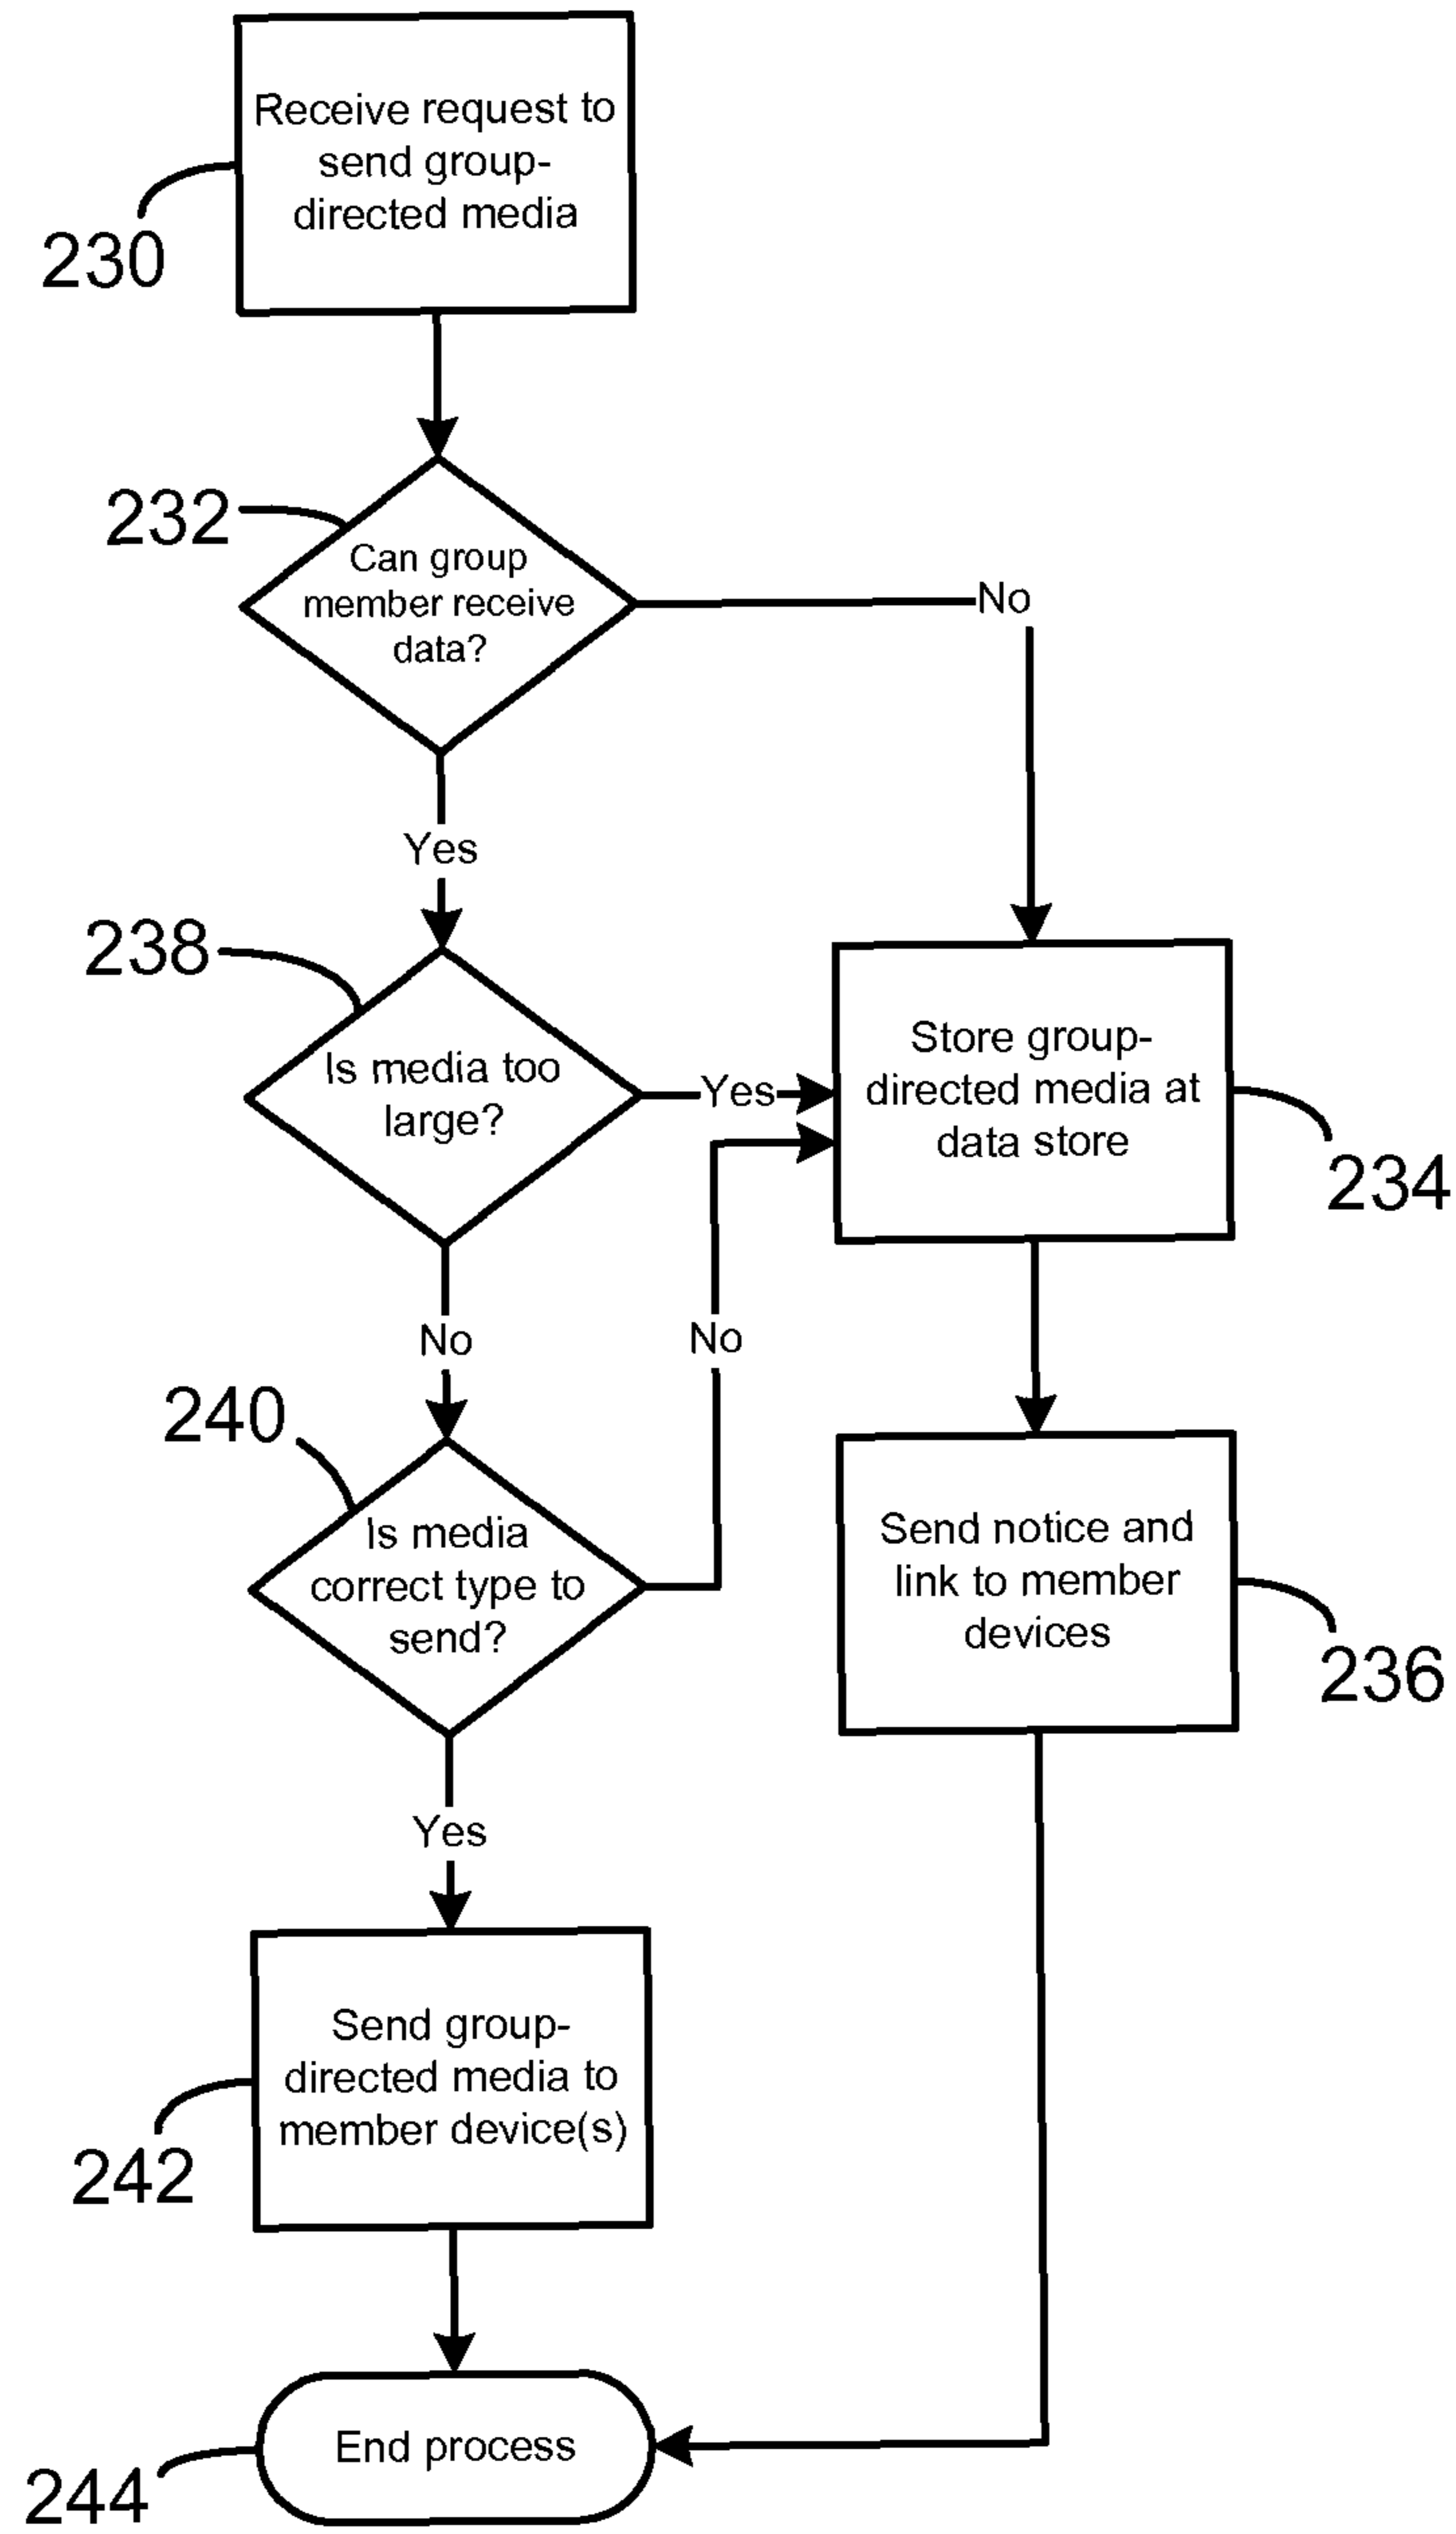 Receive request to
send group-
directed media
230
232
Can group
member receive
data?
No
Yes
238
Is media too
large?
Yes
Store group-
directed media at
data store
234
No
No
240
Is media
correct type to
send?
Send notice and
link to member
devices
236
Yes
Send group-
directed media to
member device(s)
242
End process
244